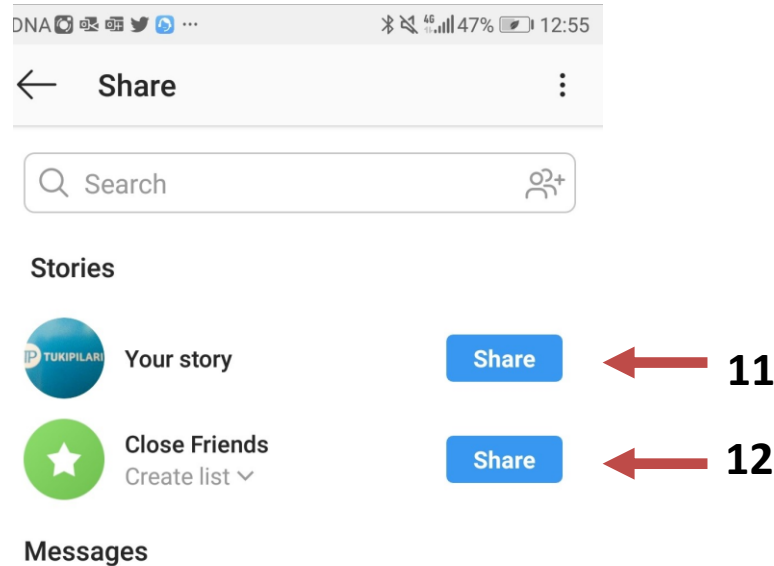 DNA 47% 12:55
Share
Search
Stories
TUKIPILARI
Your story
Share
11
Close Friends
Create list
Share
12
Messages